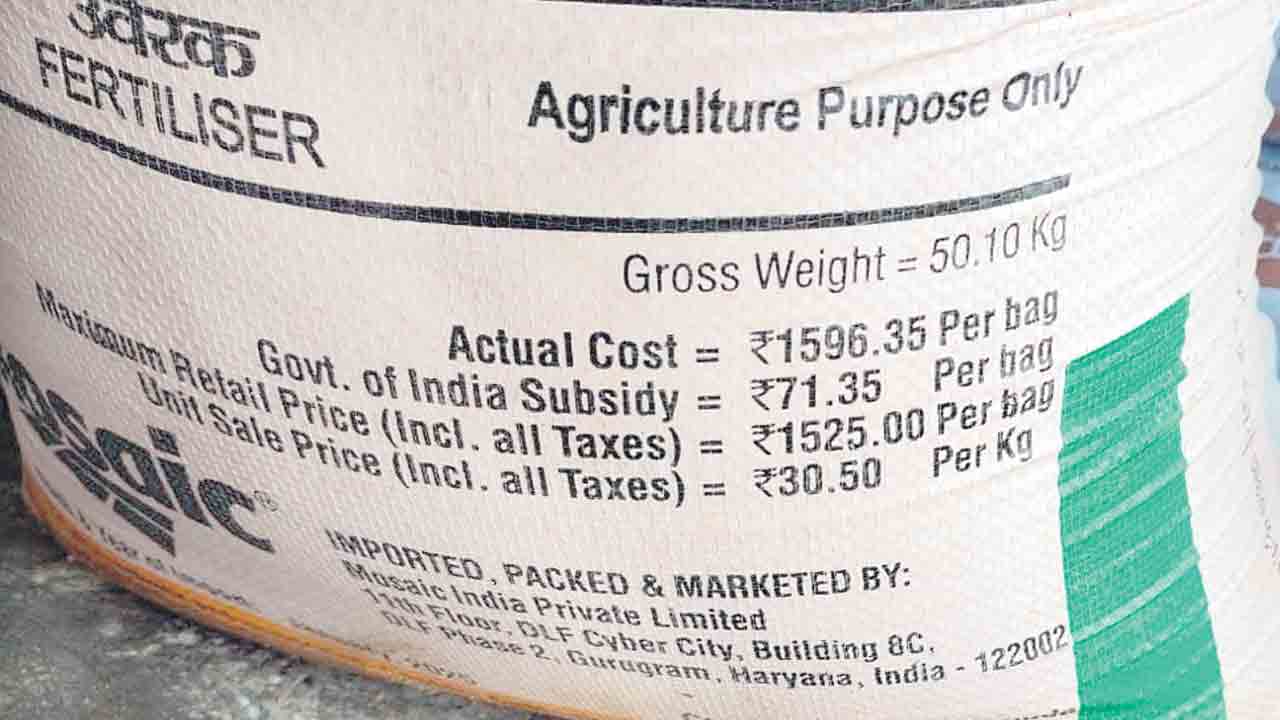 उर्वरक
FERTILISER
Agriculture Purpose Only
Gross Weight = 50.10 Kg
Actual Cost = ₹1596.35 Per bag
Govt. of India Subsidy = ₹71.35 Per bag
Maximum Retail Price (Incl. all Taxes) = ₹1525.00 Per bag
Unit Sale Price (Incl. all Taxes) = ₹30.50 Per Kg
mosaic®
IMPORTED, PACKED & MARKETED BY:
Mosaic India Private Limited
11th Floor, DLF Cyber City, Building 8C,
DLF Phase 2, Gurugram, Haryana, India - 122002